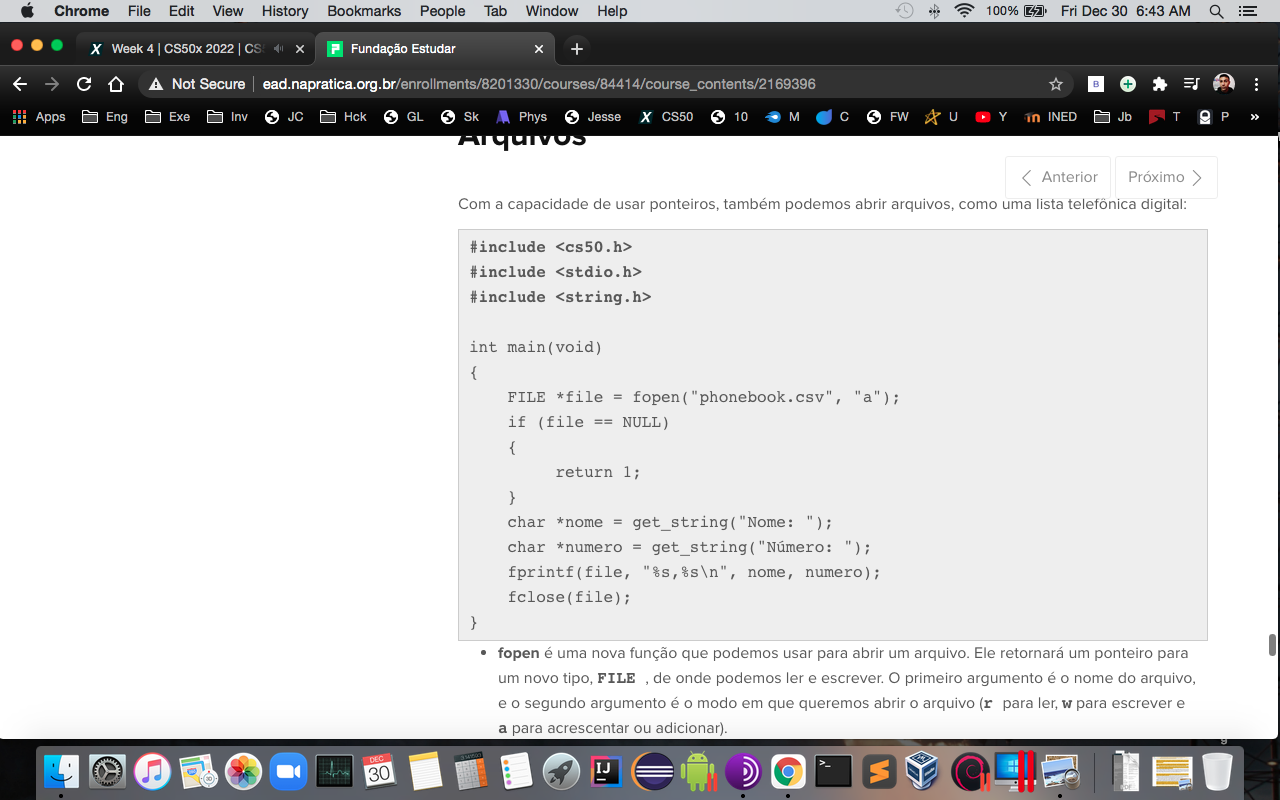 Chrome File Edit View History Bookmarks People Tab Window Help 100% Fri Dec 30 6:43 AM
Week 4 | CS50x 2022 | CS Fundação Estudar
Not Secure ead.napratica.org.br/enrollments/8201330/courses/84414/course_contents/2169396
Apps Eng Exe Inv JC Hck GL Sk Phys Jesse CS50 10 M C FW U Y INED Jb T P »
Arquivos
Anterior Próximo
Com a capacidade de usar ponteiros, também podemos abrir arquivos, como uma lista telefônica digital:
#include <cs50.h>
#include <stdio.h>
#include <string.h>
int main(void)
{
FILE *file = fopen("phonebook.csv", "a");
if (file == NULL)
{
return 1;
}
char *nome = get_string("Nome: ");
char *numero = get_string("Número: ");
fprintf(file, "%s,%s\n", nome, numero);
fclose(file);
}
• fopen é uma nova função que podemos usar para abrir um arquivo. Ele retornará um ponteiro para
um novo tipo, FILE , de onde podemos ler e escrever. O primeiro argumento é o nome do arquivo,
e o segundo argumento é o modo em que queremos abrir o arquivo (r para ler, w para escrever e
a para acrescentar ou adicionar).
DEC
30
IJ